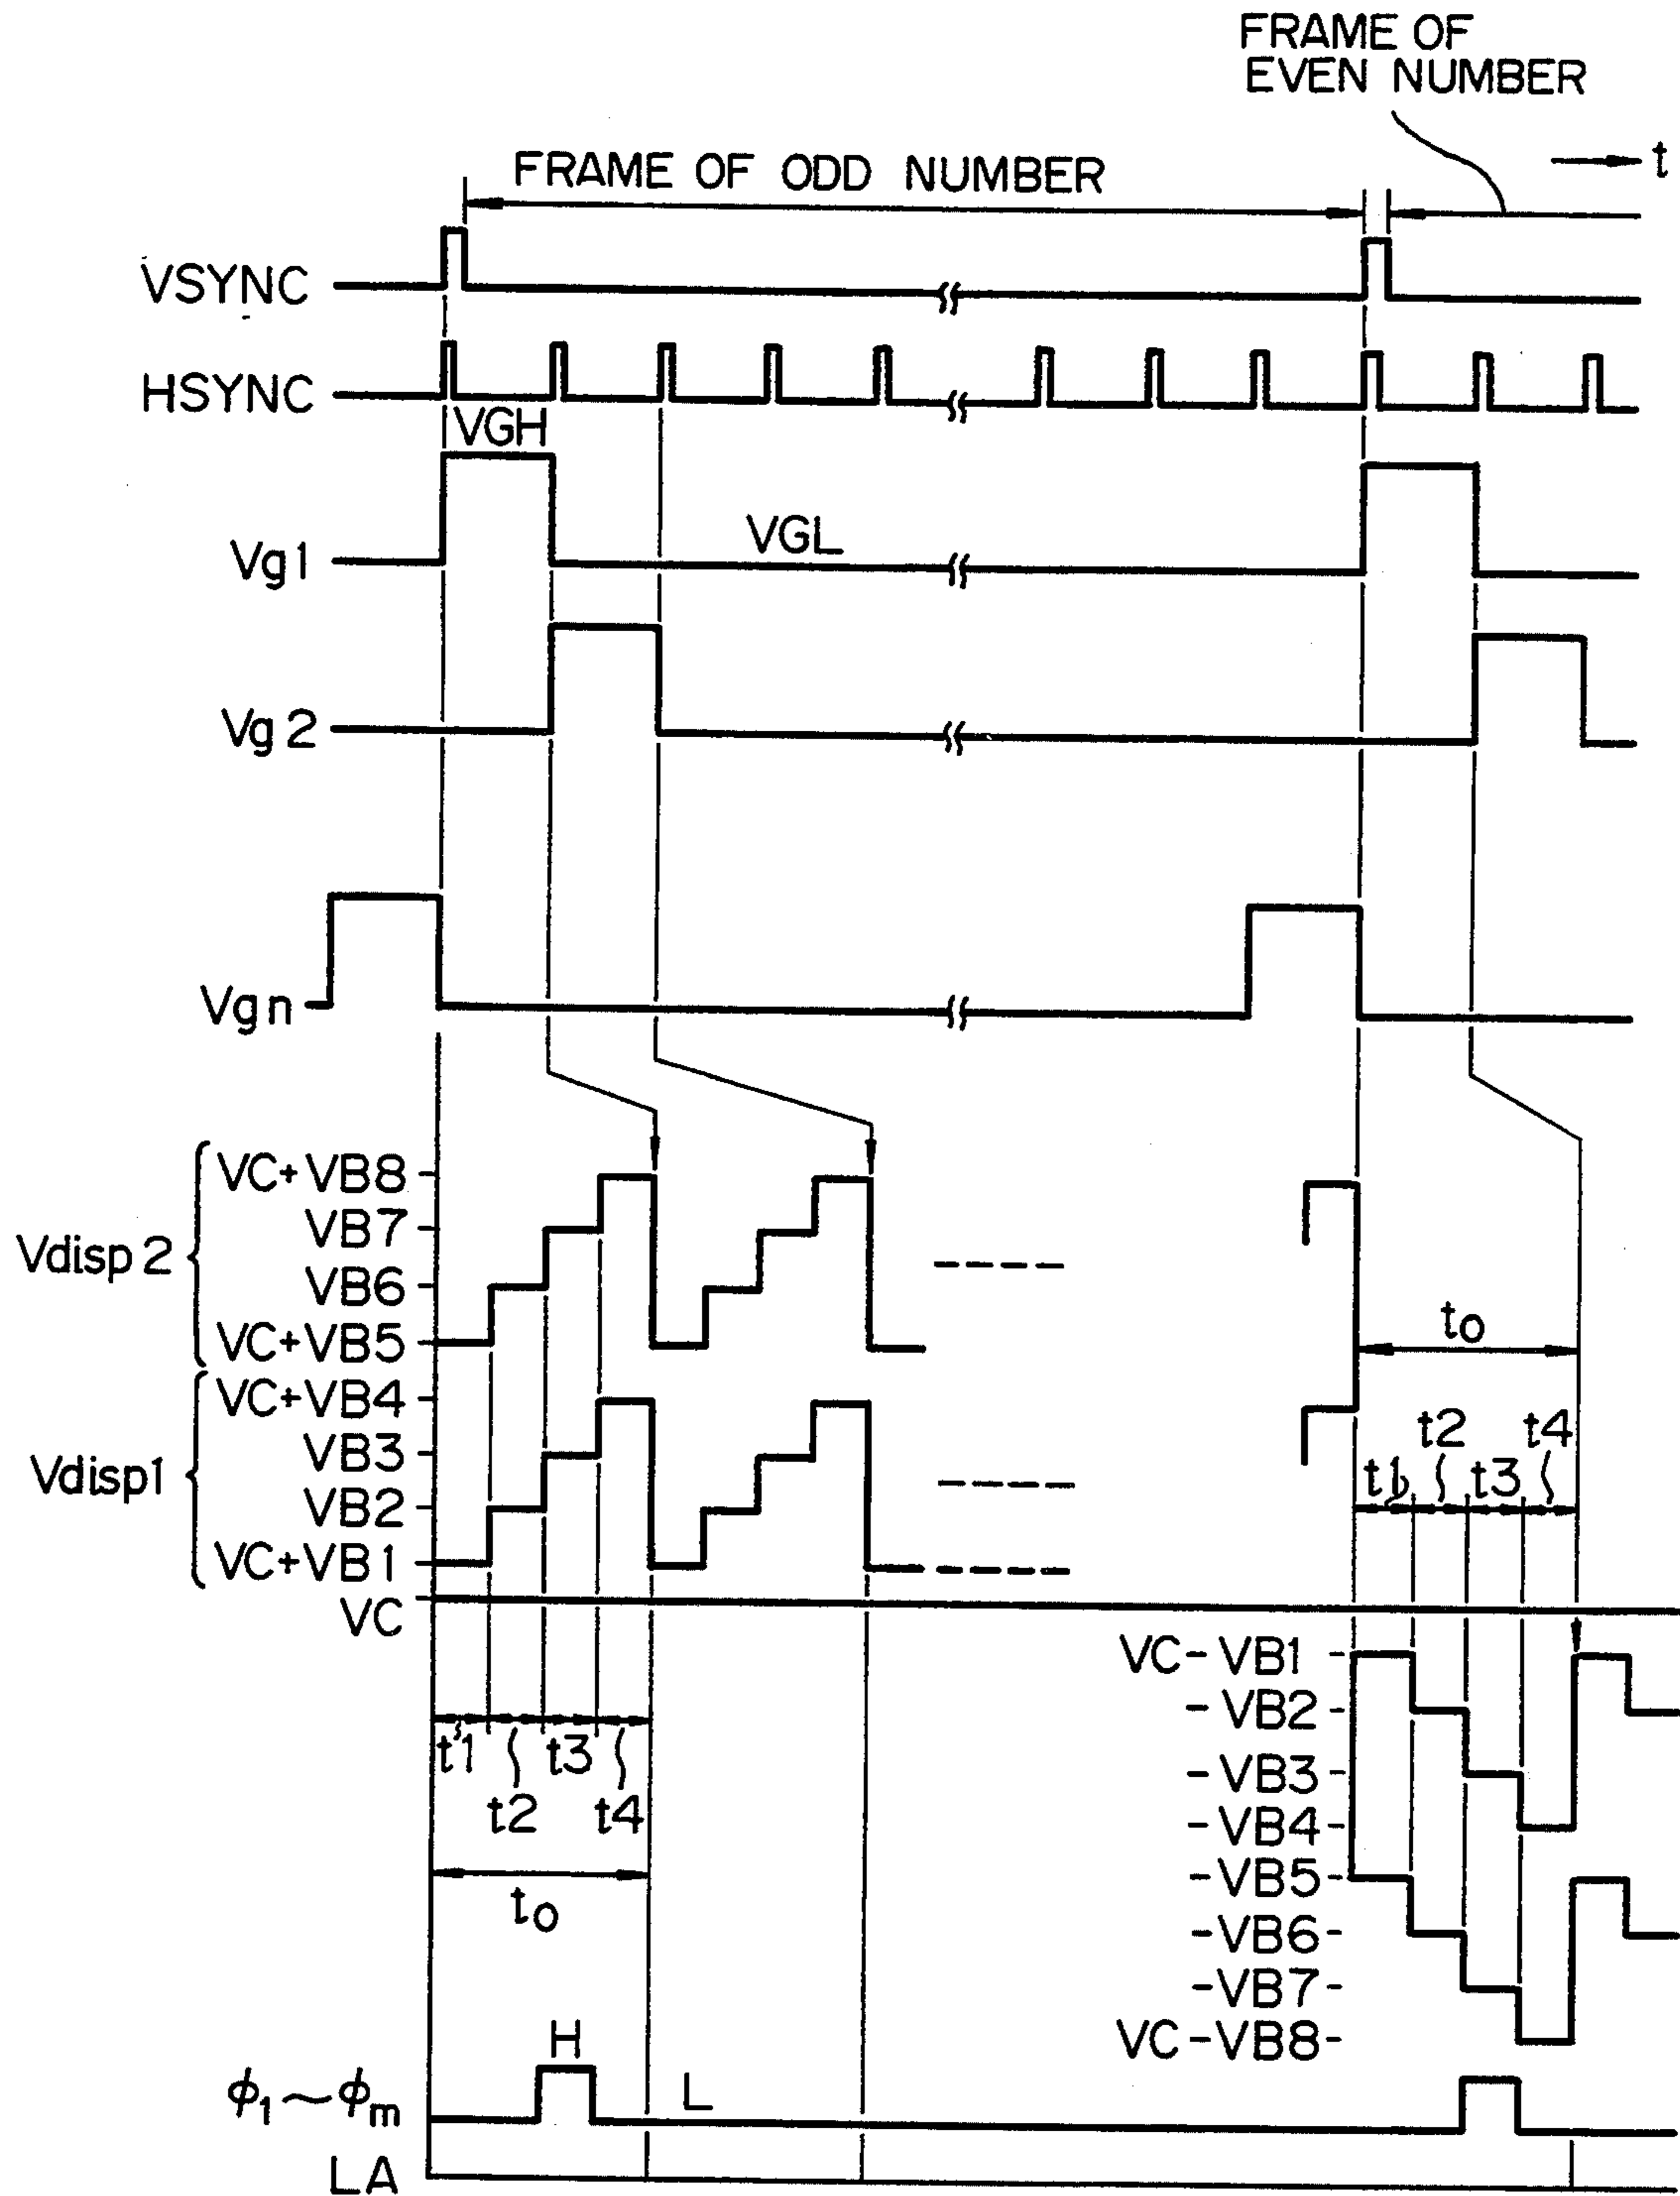 FRAME OF
EVEN NUMBER
FRAME OF ODD NUMBER
t
VSYNC
HSYNC
VGH
VGL
Vg1
Vg2
Vgn
VC+VB8
VB7
Vdisp2
VB6
VC+VB5
to
VC+VB4
t2 t4
VB3
Vdisp1
t1 t3
VB2
VC+VB1
VC
VC-VB1-
-VB2-
t1 t3
-VB3-
t2 t4
-VB4-
-VB5-
to
-VB6-
-VB7-
H
VC-VB8-
L
ϕ1~ϕm
LA